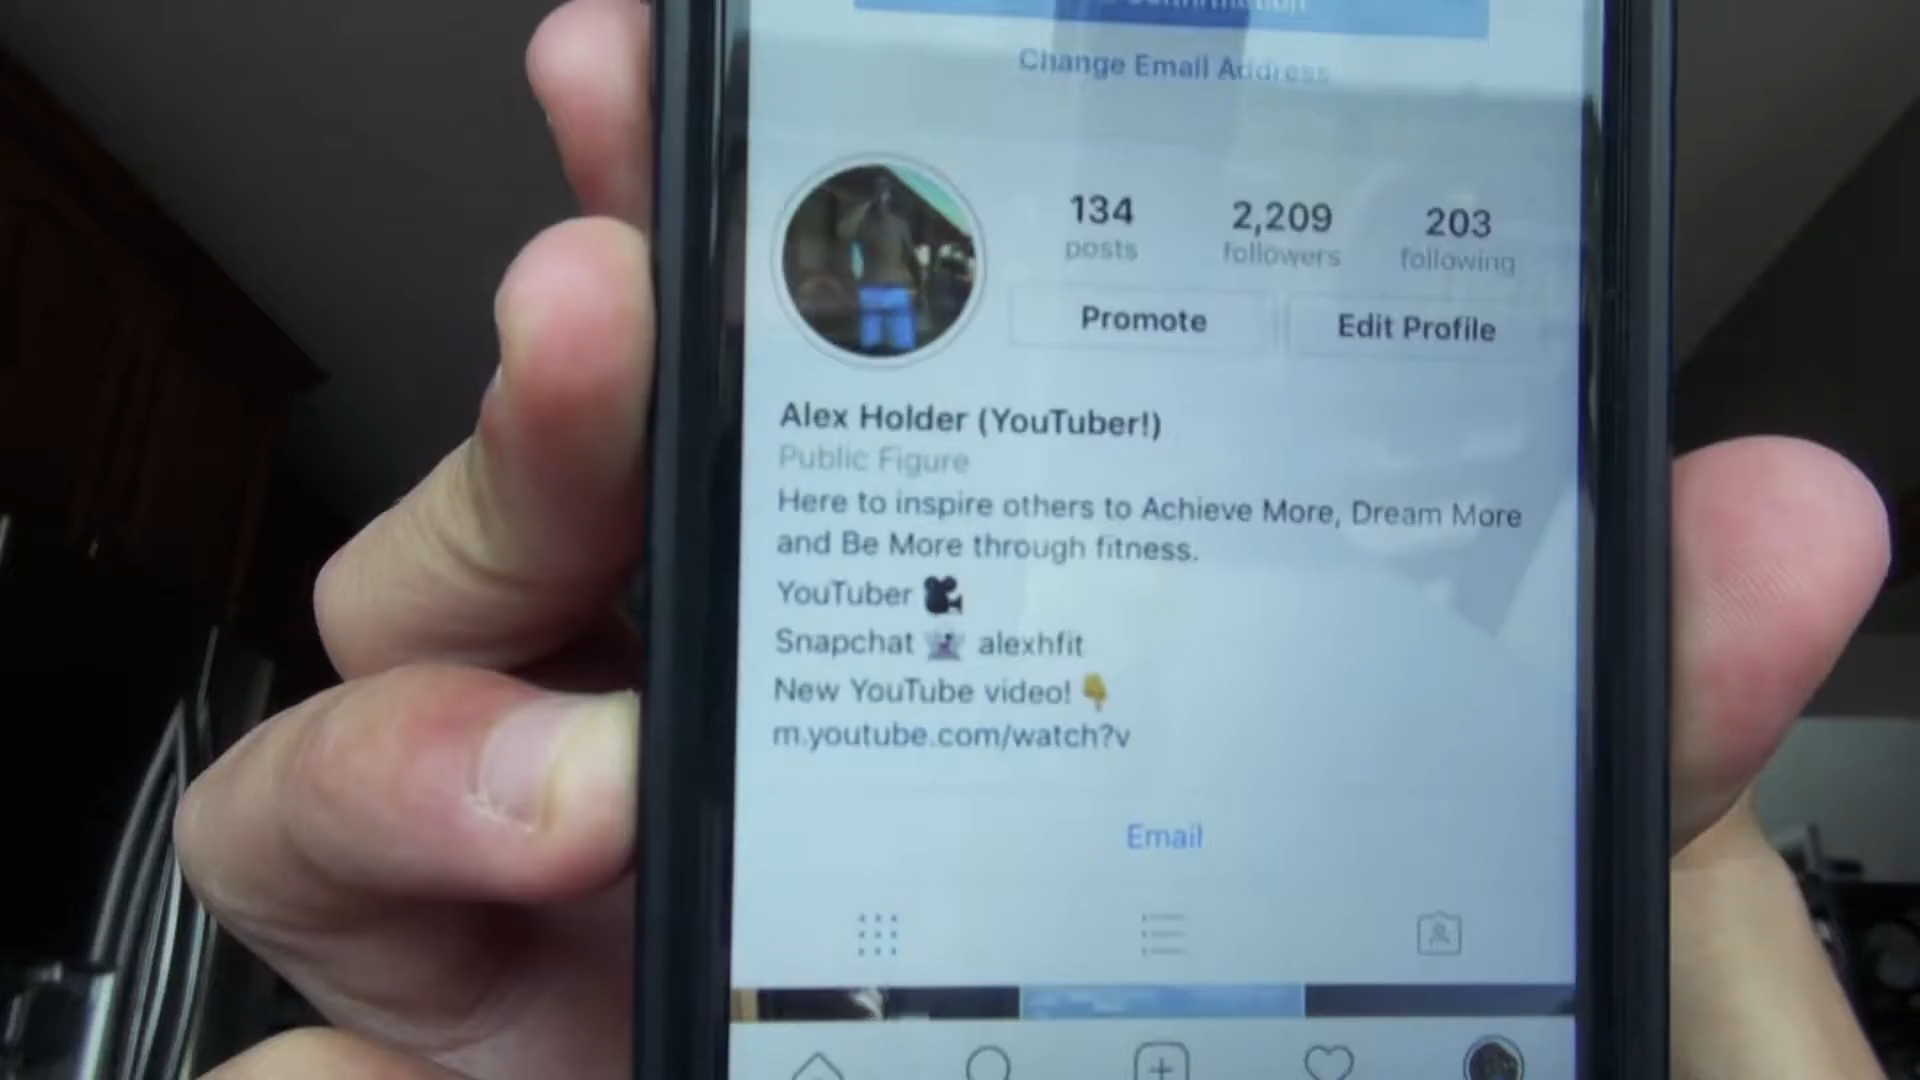 Confirmation
Change Email Address
134 2,209 203
posts followers following
Promote Edit Profile
Alex Holder (YouTuber!)
Public Figure
Here to inspire others to Achieve More, Dream More
and Be More through fitness.
YouTuber 🎥
Snapchat 👻 alexhfit
New YouTube video! 👇
m.youtube.com/watch?v
Email